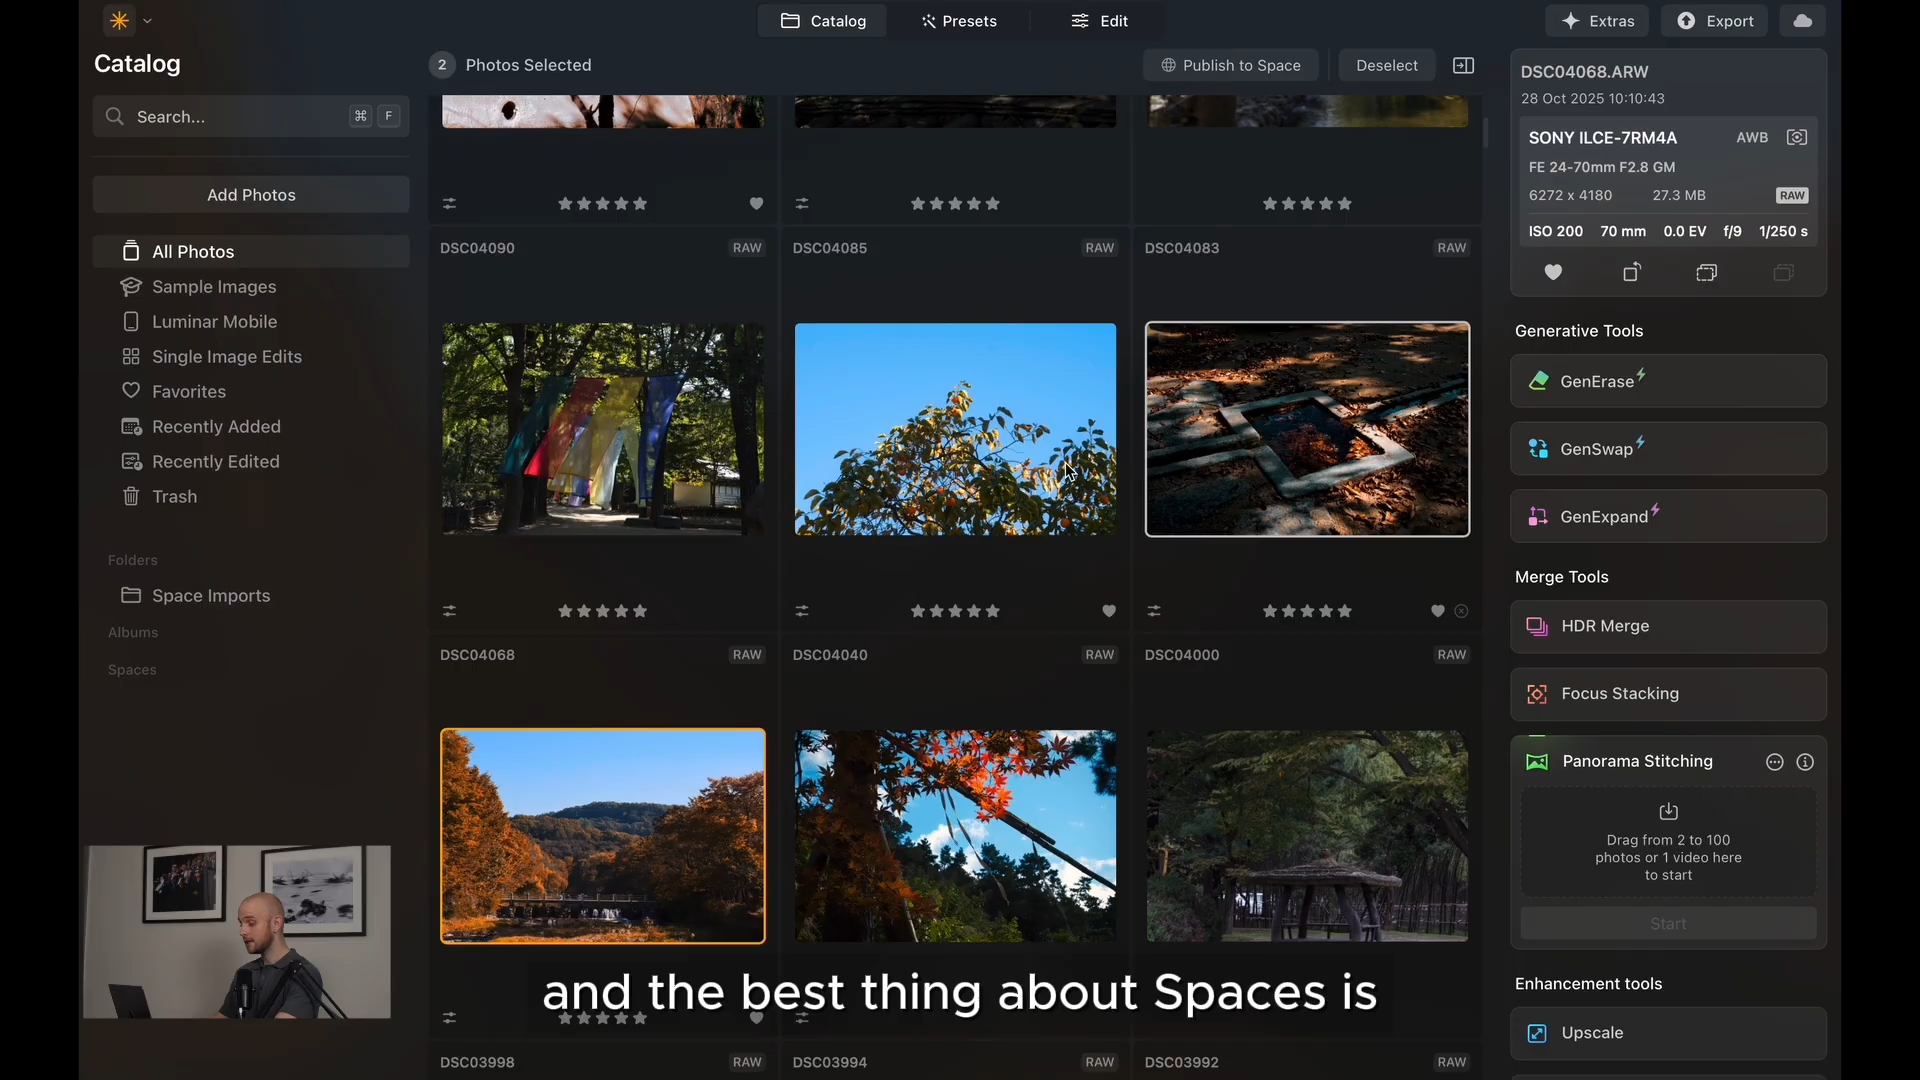 Catalog
Presets
Edit
Extras
Export
Catalog
2 Photos Selected
Publish to Space
Deselect
Search...
⌘ F
Add Photos
All Photos
Sample Images
Luminar Mobile
Single Image Edits
Favorites
Recently Added
Recently Edited
Trash
Folders
Space Imports
Albums
Spaces
DSC04090 RAW
DSC04085 RAW
DSC04083 RAW
DSC04068 RAW
DSC04040 RAW
DSC04000 RAW
DSC03998 RAW
DSC03994 RAW
DSC03992 RAW
DSC04068.ARW
28 Oct 2025 10:10:43
SONY ILCE-7RM4A AWB
FE 24-70mm F2.8 GM
6272 x 4180 27.3 MB RAW
ISO 200 70 mm 0.0 EV f/9 1/250 s
Generative Tools
GenErase
GenSwap
GenExpand
Merge Tools
HDR Merge
Focus Stacking
Panorama Stitching
Drag from 2 to 100
photos or 1 video here
to start
Start
Enhancement tools
Upscale
and the best thing about Spaces is